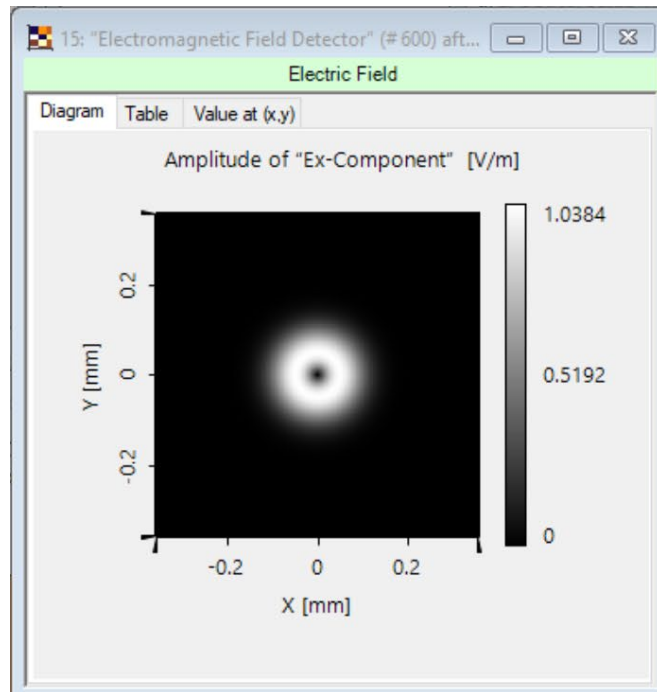 15: "Electromagnetic Field Detector" (# 600) aft...
Electric Field
Diagram Table Value at (x,y)
Amplitude of "Ex-Component" [V/m]
1.0384
0.2
Y [mm] 0 0.5192
-0.2
0
-0.2 0 0.2
X [mm]